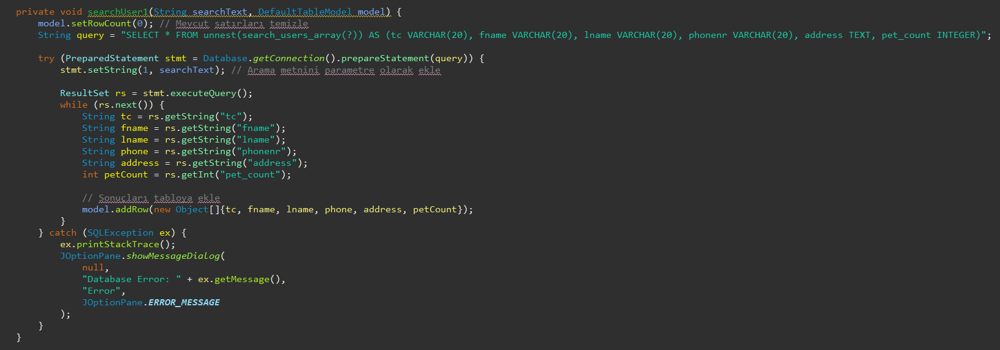 private void searchUser1(String searchText, DefaultTableModel model) {
    model.setRowCount(0); // Mevcut satırları temizle
    String query = "SELECT * FROM unnest(search_users_array(?)) AS (tc VARCHAR(20), fname VARCHAR(20), lname VARCHAR(20), phonenr VARCHAR(20), address TEXT, pet_count INTEGER)";
    try (PreparedStatement stmt = Database.getConnection().prepareStatement(query)) {
        stmt.setString(1, searchText); // Arama metnini parametre olarak ekle
        ResultSet rs = stmt.executeQuery();
        while (rs.next()) {
            String tc = rs.getString("tc");
            String fname = rs.getString("fname");
            String lname = rs.getString("lname");
            String phone = rs.getString("phonenr");
            String address = rs.getString("address");
            int petCount = rs.getInt("pet_count");
            // Sonuçları tabloya ekle
            model.addRow(new Object[]{tc, fname, lname, phone, address, petCount});
        }
    } catch (SQLException ex) {
        ex.printStackTrace();
        JOptionPane.showMessageDialog(
            null,
            "Database Error: " + ex.getMessage(),
            "Error",
            JOptionPane.ERROR_MESSAGE
        );
    }
}